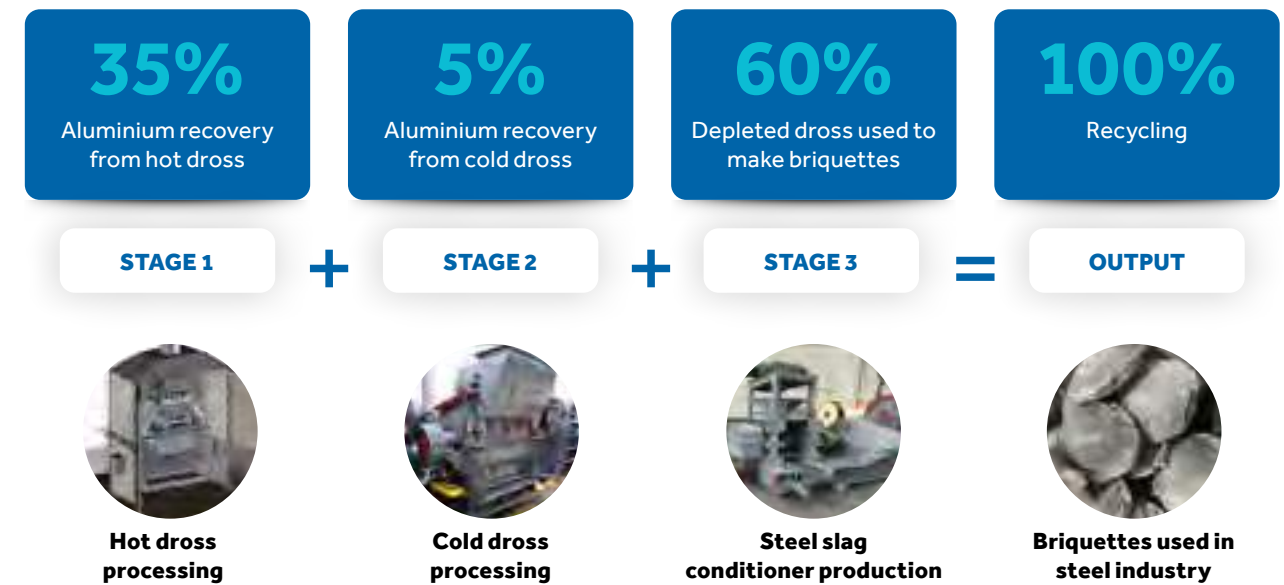 35%
Aluminium recovery
from hot dross
5%
Aluminium recovery
from cold dross
60%
Depleted dross used to
make briquettes
100%
Recycling
STAGE 1
+
STAGE 2
+
STAGE 3
=
OUTPUT
Hot dross
processing
Cold dross
processing
Steel slag
conditioner production
Briquettes used in
steel industry